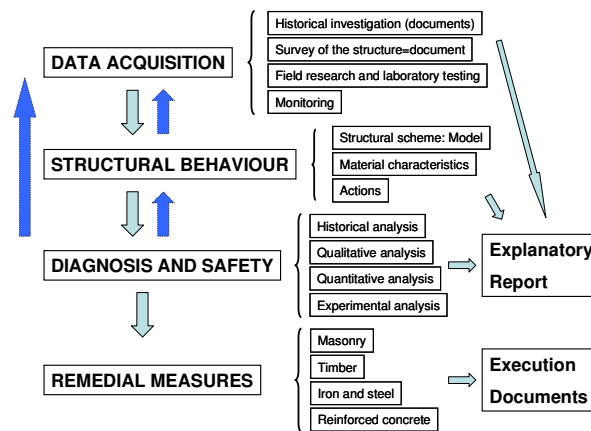 DATA ACQUISITION
Historical investigation (documents)
Survey of the structure=document
Field research and laboratory testing
Monitoring
STRUCTURAL BEHAVIOUR
Structural scheme: Model
Material characteristics
Actions
DIAGNOSIS AND SAFETY
Historical analysis
Qualitative analysis
Quantitative analysis
Experimental analysis
Explanatory
Report
REMEDIAL MEASURES
Masonry
Timber
Iron and steel
Reinforced concrete
Execution
Documents